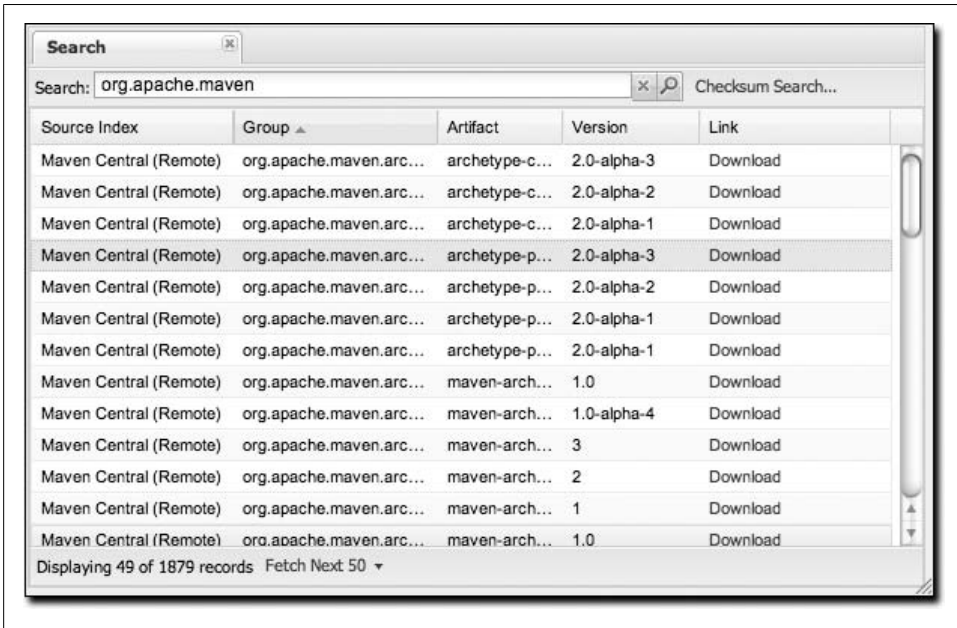 Search
Search: org.apache.maven Checksum Search...
Source Index Group Artifact Version Link
Maven Central (Remote) org.apache.maven.arc... archetype-c... 2.0-alpha-3 Download
Maven Central (Remote) org.apache.maven.arc... archetype-c... 2.0-alpha-2 Download
Maven Central (Remote) org.apache.maven.arc... archetype-c... 2.0-alpha-1 Download
Maven Central (Remote) org.apache.maven.arc... archetype-p... 2.0-alpha-3 Download
Maven Central (Remote) org.apache.maven.arc... archetype-p... 2.0-alpha-2 Download
Maven Central (Remote) org.apache.maven.arc... archetype-p... 2.0-alpha-1 Download
Maven Central (Remote) org.apache.maven.arc... archetype-p... 2.0-alpha-1 Download
Maven Central (Remote) org.apache.maven.arc... maven-arch... 1.0 Download
Maven Central (Remote) org.apache.maven.arc... maven-arch... 1.0-alpha-4 Download
Maven Central (Remote) org.apache.maven.arc... maven-arch... 3 Download
Maven Central (Remote) org.apache.maven.arc... maven-arch... 2 Download
Maven Central (Remote) org.apache.maven.arc... maven-arch... 1 Download
Maven Central (Remote) org.apache.maven.arc... maven-arch... 1.0 Download
Displaying 49 of 1879 records Fetch Next 50